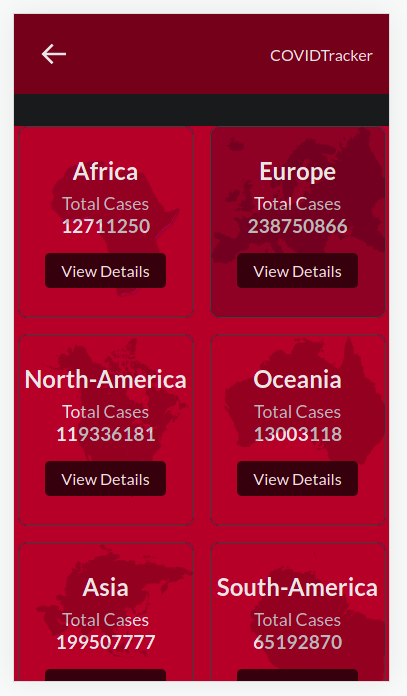 COVIDTracker
Africa
Total Cases
12711250
View Details
Europe
Total Cases
238750866
View Details
North-America
Total Cases
119336181
View Details
Oceania
Total Cases
13003118
View Details
Asia
Total Cases
199507777
South-America
Total Cases
65192870